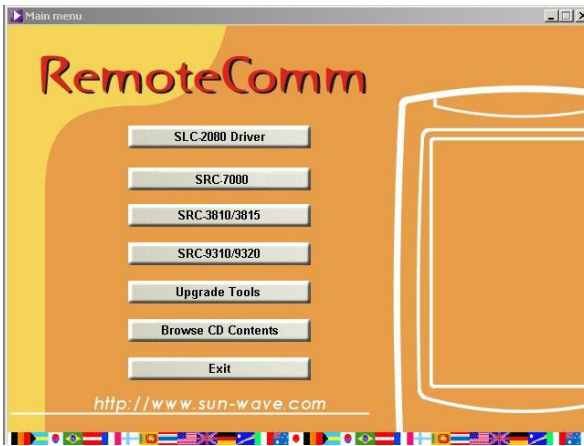 Main menu
RemoteComm
SLC-2080 Driver
SRC-7000
SRC-3810/3815
SRC-9310/9320
Upgrade Tools
Browse CD Contents
Exit
http://www.sun-wave.com